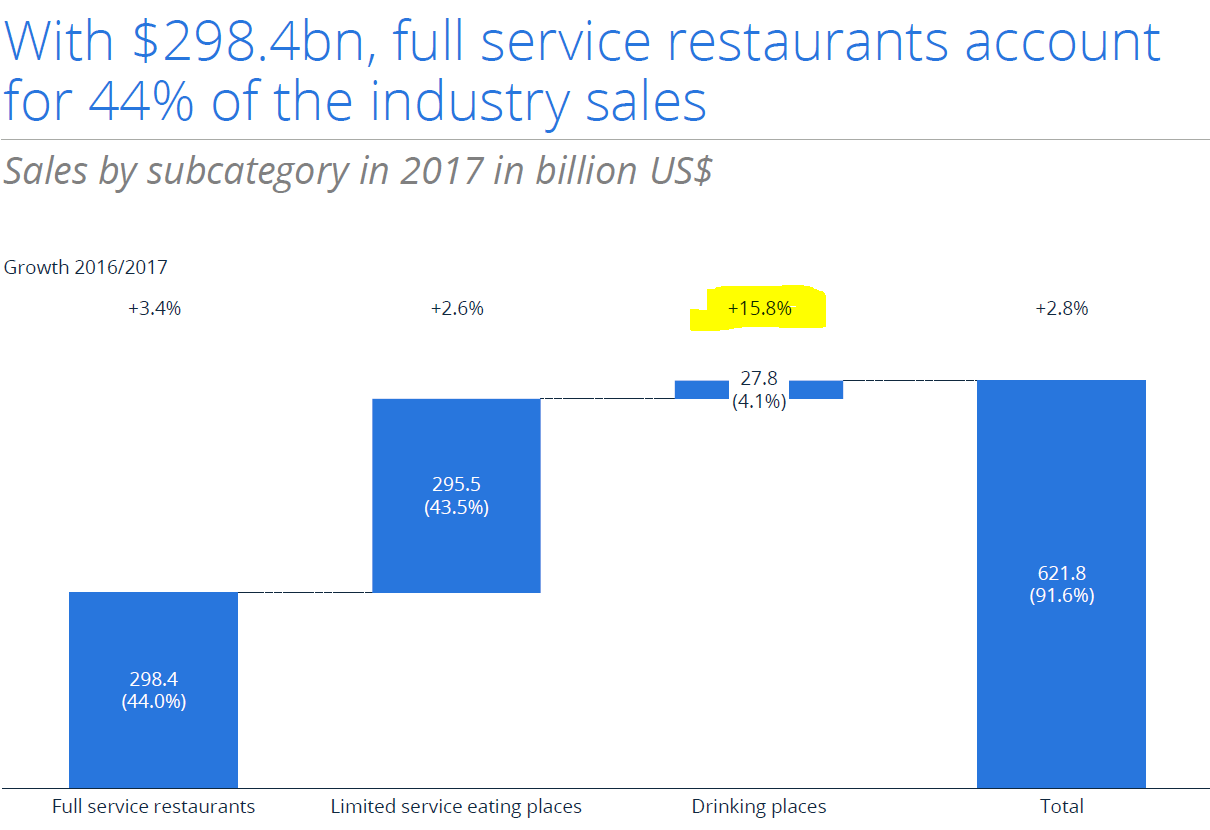 With $298.4bn, full service restaurants account
for 44% of the industry sales
Sales by subcategory in 2017 in billion US$
Growth 2016/2017
+3.4%
+2.6%
+15.8%
+2.8%
27.8
(4.1%)
295.5
(43.5%)
621.8
(91.6%)
298.4
(44.0%)
Full service restaurants
Limited service eating places
Drinking places
Total